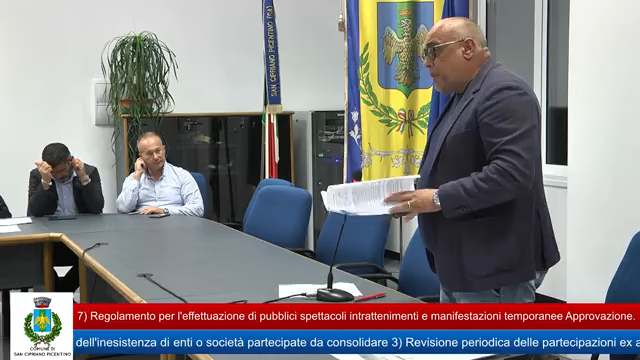 SAN CIPRIANO PICENTINO (SA)
7) Regolamento per l'effettuazione di pubblici spettacoli intrattenimenti e manifestazioni temporanee Approvazione.
dell'inesistenza di enti o società partecipate da consolidare 3) Revisione periodica delle partecipazioni ex.
COMUNE DI
SAN CIPRIANO PICENTINO